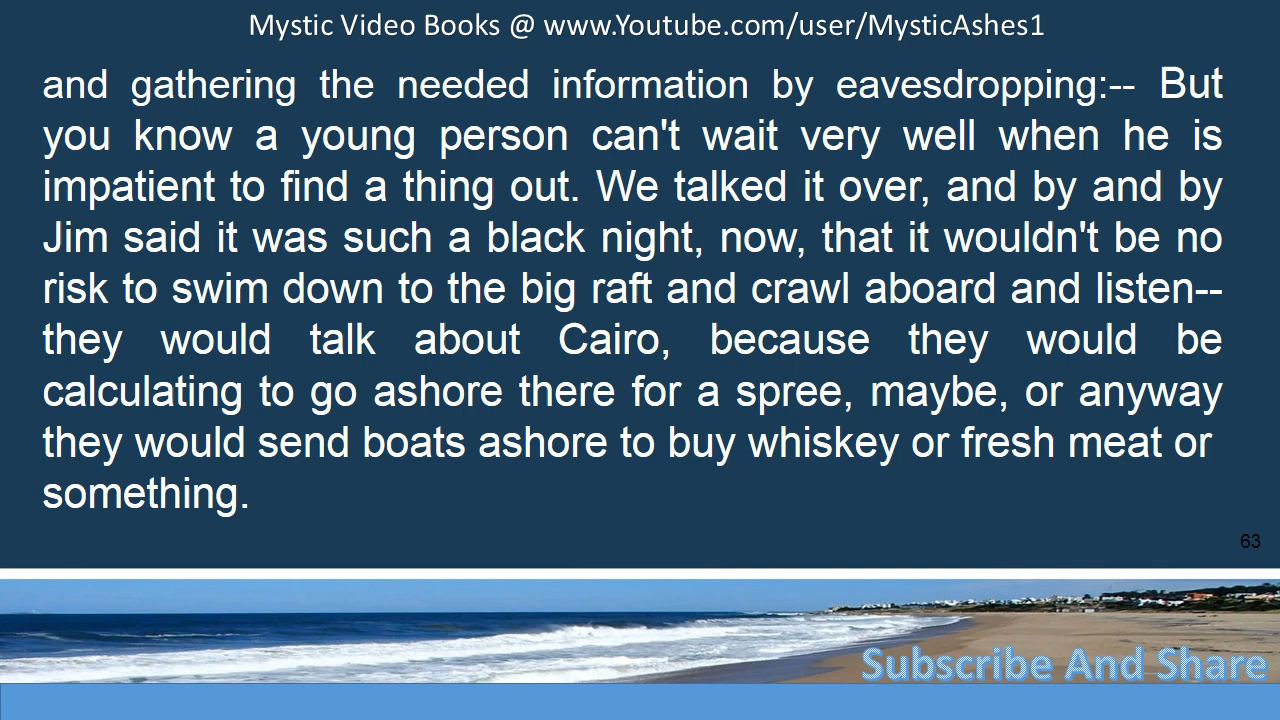 Mystic Video Books @ www.Youtube.com/user/MysticAshes1
and gathering the needed information by eavesdropping:-- But
you know a young person can't wait very well when he is
impatient to find a thing out. We talked it over, and by and by
Jim said it was such a black night, now, that it wouldn't be no
risk to swim down to the big raft and crawl aboard and listen--
they would talk about Cairo, because they would be
calculating to go ashore there for a spree, maybe, or anyway
they would send boats ashore to buy whiskey or fresh meat or
something.
63
Subscribe And Share